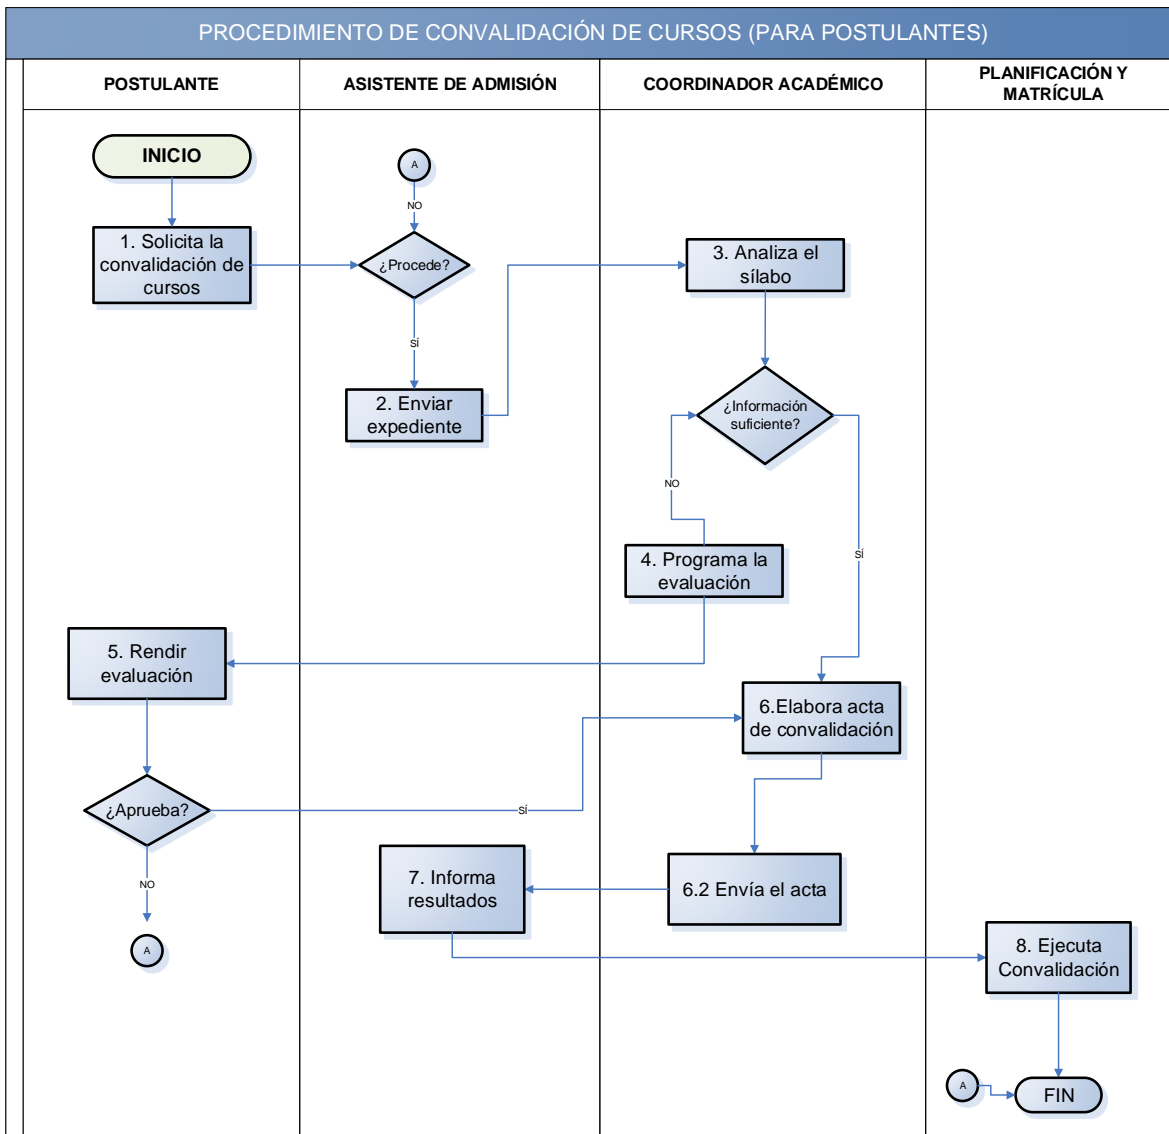 PROCEDIMIENTO DE CONVALIDACIÓN DE CURSOS (PARA POSTULANTES)
POSTULANTE
ASISTENTE DE ADMISIÓN
COORDINADOR ACADÉMICO
PLANIFICACIÓN Y
MATRÍCULA
INICIO
A
NO
1. Solicita la
convalidación de
cursos
¿Procede?
3. Analiza el
sílabo
SÍ
2. Enviar
expediente
¿Información
suficiente?
NO
SÍ
4. Programa la
evaluación
5. Rendir
evaluación
6.Elabora acta
de convalidación
¿Aprueba?
SÍ
NO
A
7. Informa
resultados
6.2 Envía el acta
8. Ejecuta
Convalidación
A
FIN